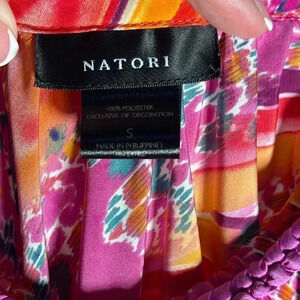 NATORI
100% POLYESTER
EXCLUSIVE OF DECORATION
S
MADE IN PHILIPPINES